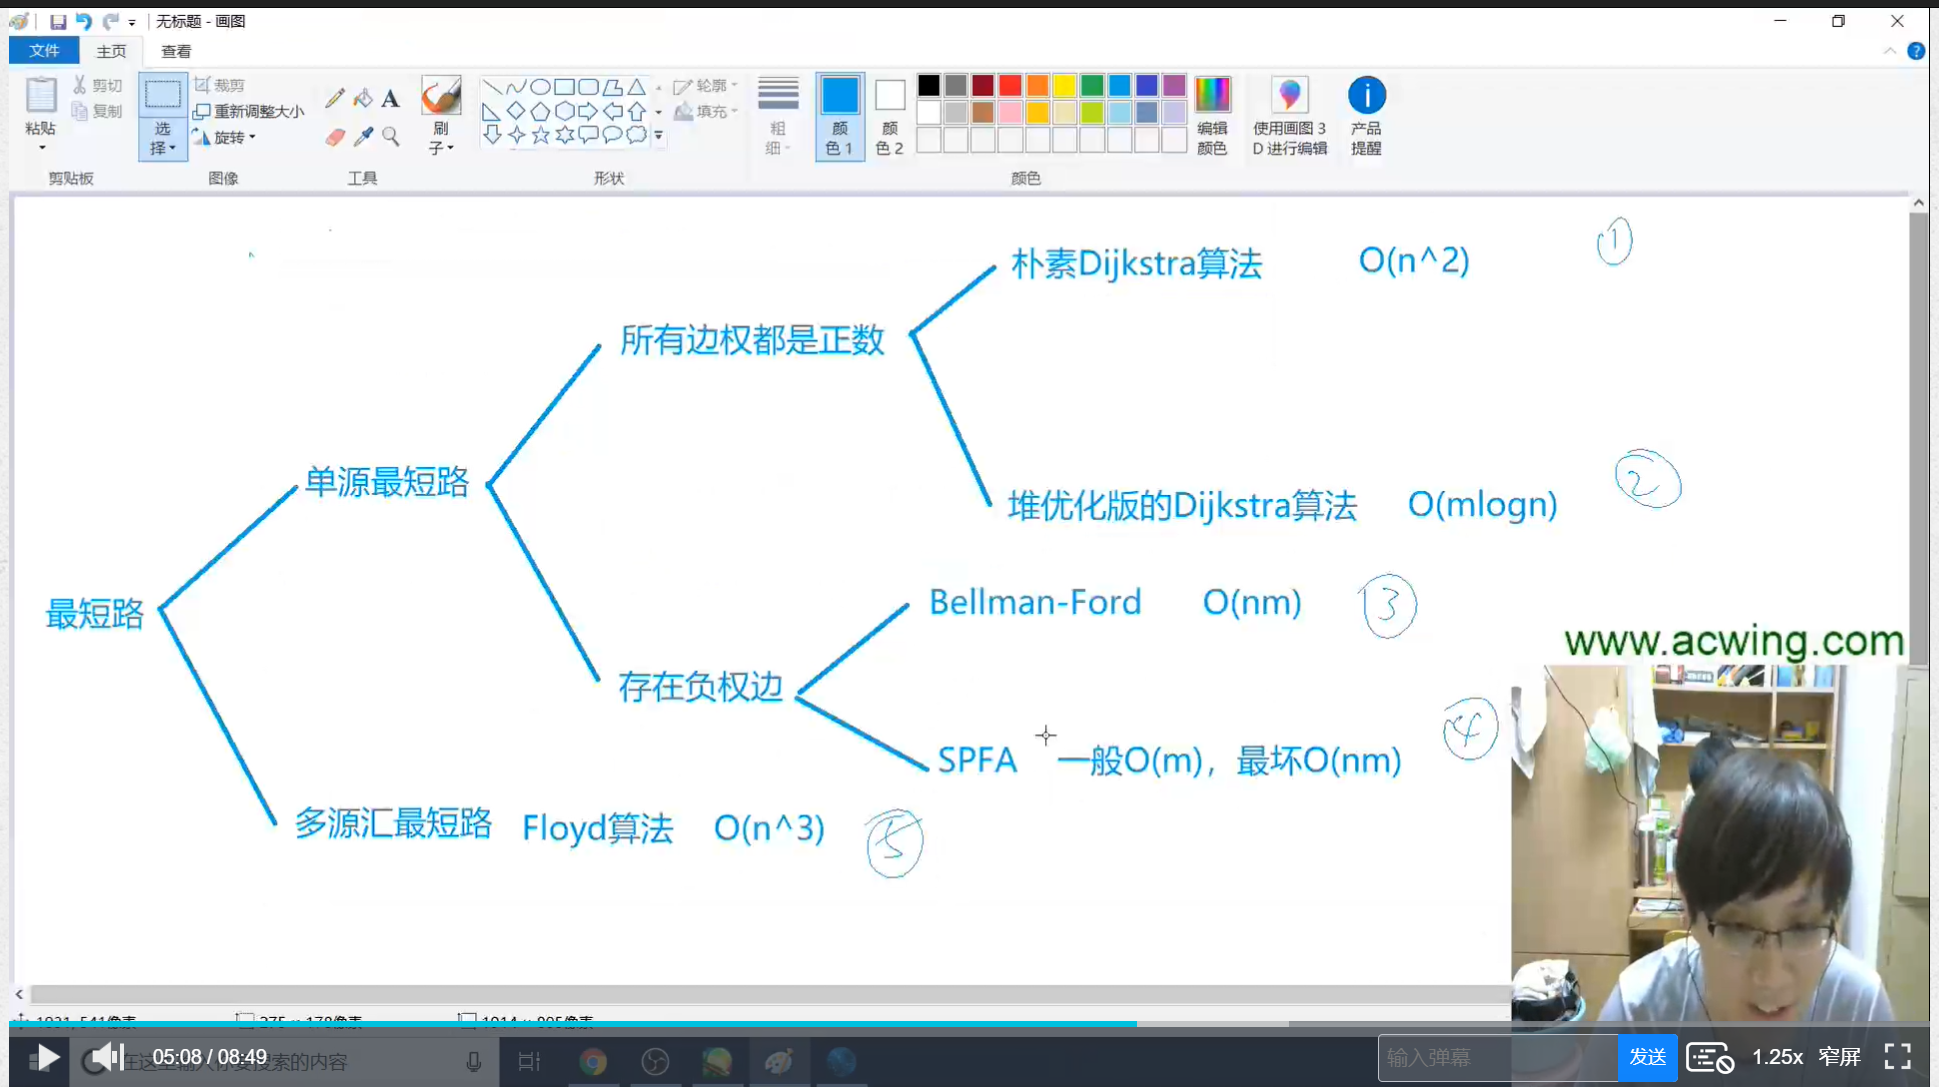 无标题 - 画图
文件 主页 查看
粘贴 剪切 复制 剪贴板
选择 裁剪 重新调整大小 旋转 图像
A 工具
刷子
轮廓 填充 形状
粗细
颜色 1 颜色 2 编辑颜色 颜色
使用画图 3D 进行编辑
产品提醒
朴素Dijkstra算法 O(n^2) 1
所有边权都是正数
单源最短路
堆优化版的Dijkstra算法 O(mlogn) 2
最短路
Bellman-Ford O(nm) 3
www.acwing.com
存在负权边
SPFA 一般O(m)，最坏O(nm) 4
多源汇最短路 Floyd算法 O(n^3) 5
05:08 / 08:49
在这里输入你要搜索的内容
输入弹幕 发送 1.25x 窄屏